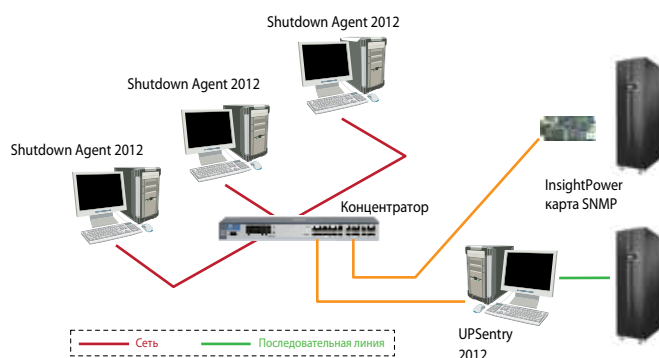 Shutdown Agent 2012
Shutdown Agent 2012
Shutdown Agent 2012
Концентратор
InsightPower
карта SNMP
UPSentry
2012
Сеть
Последовательная линия